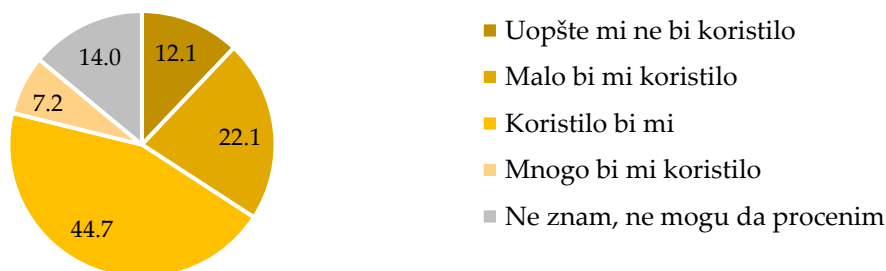 14.0
12.1
7.2
22.1
44.7
Uopšte mi ne bi koristilo
Malo bi mi koristilo
Koristilo bi mi
Mnogo bi mi koristilo
Ne znam, ne mogu da procenim